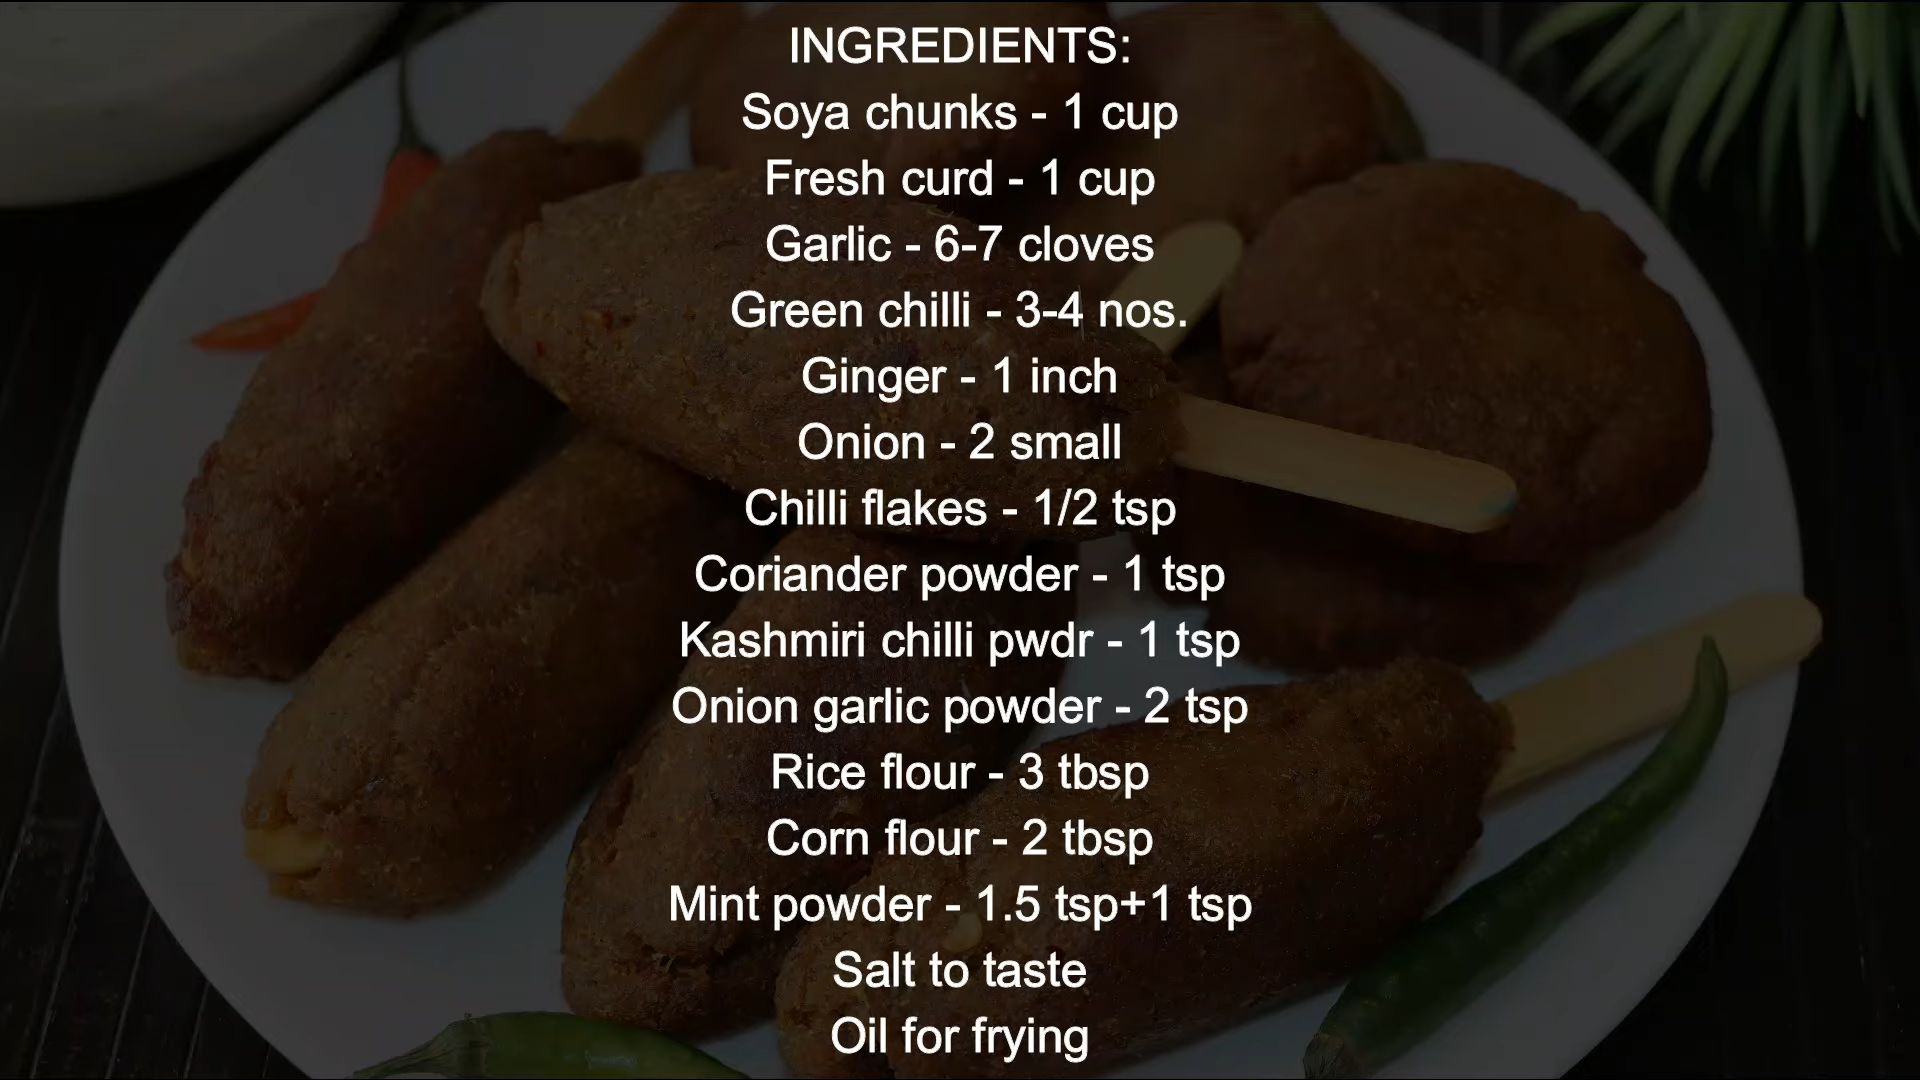 INGREDIENTS:
Soya chunks - 1 cup
Fresh curd - 1 cup
Garlic - 6-7 cloves
Green chilli - 3-4 nos.
Ginger - 1 inch
Onion - 2 small
Chilli flakes - 1/2 tsp
Coriander powder - 1 tsp
Kashmiri chilli pwdr - 1 tsp
Onion garlic powder - 2 tsp
Rice flour - 3 tbsp
Corn flour - 2 tbsp
Mint powder - 1.5 tsp+1 tsp
Salt to taste
Oil for frying